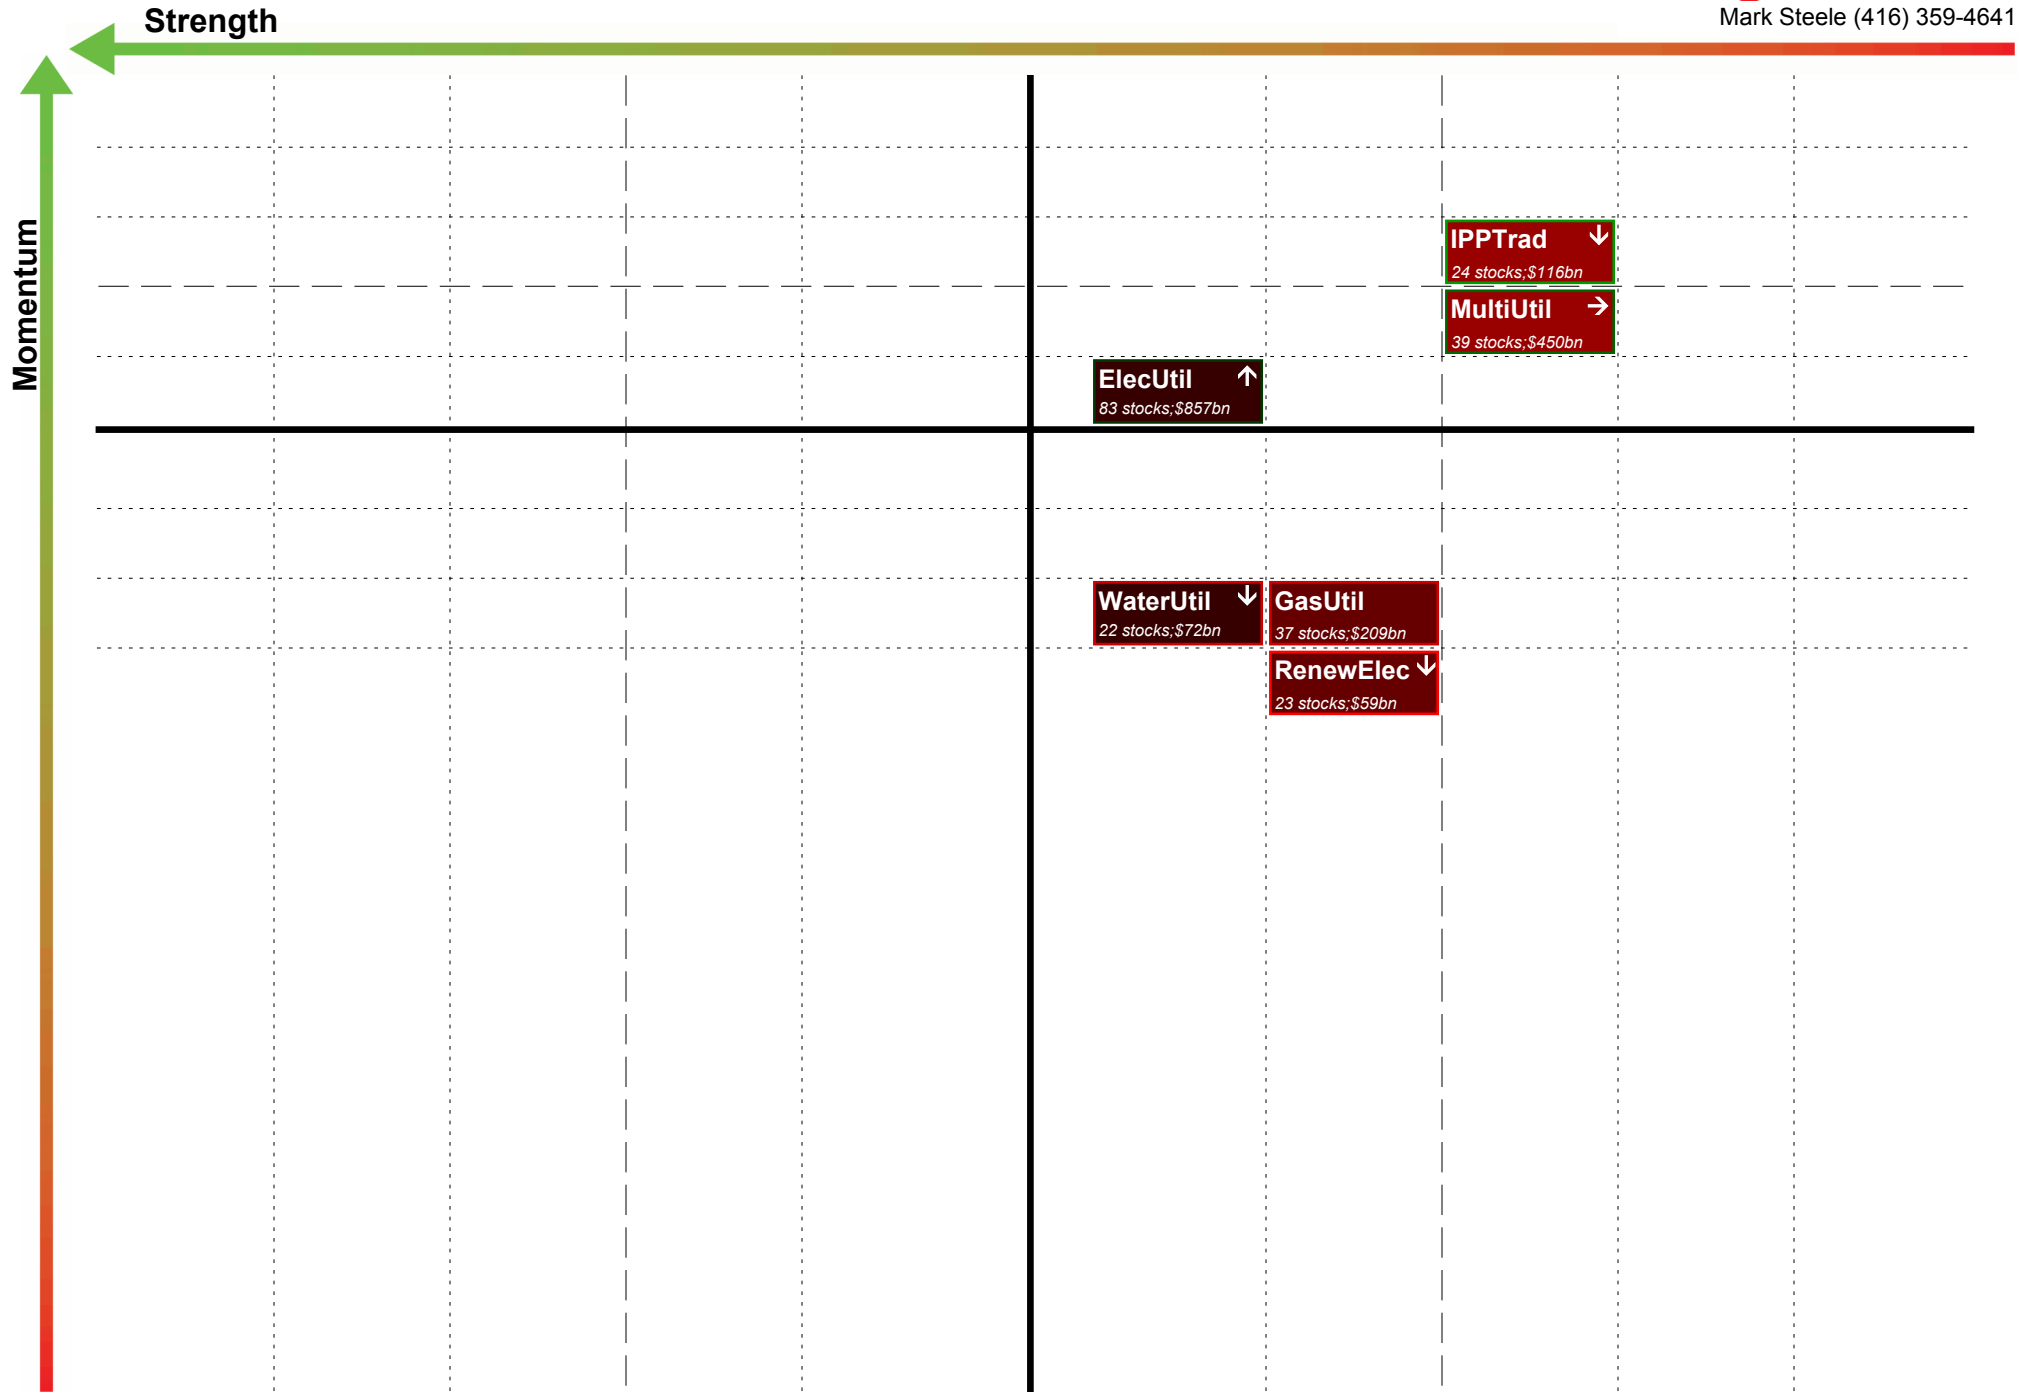 Strength
Mark Steele (416) 359-4641
Momentum
IPPTrad
24 stocks;$116bn
MultiUtil
39 stocks;$450bn
ElecUtil
83 stocks;$857bn
WaterUtil
22 stocks;$72bn
GasUtil
37 stocks;$209bn
RenewElec
23 stocks;$59bn